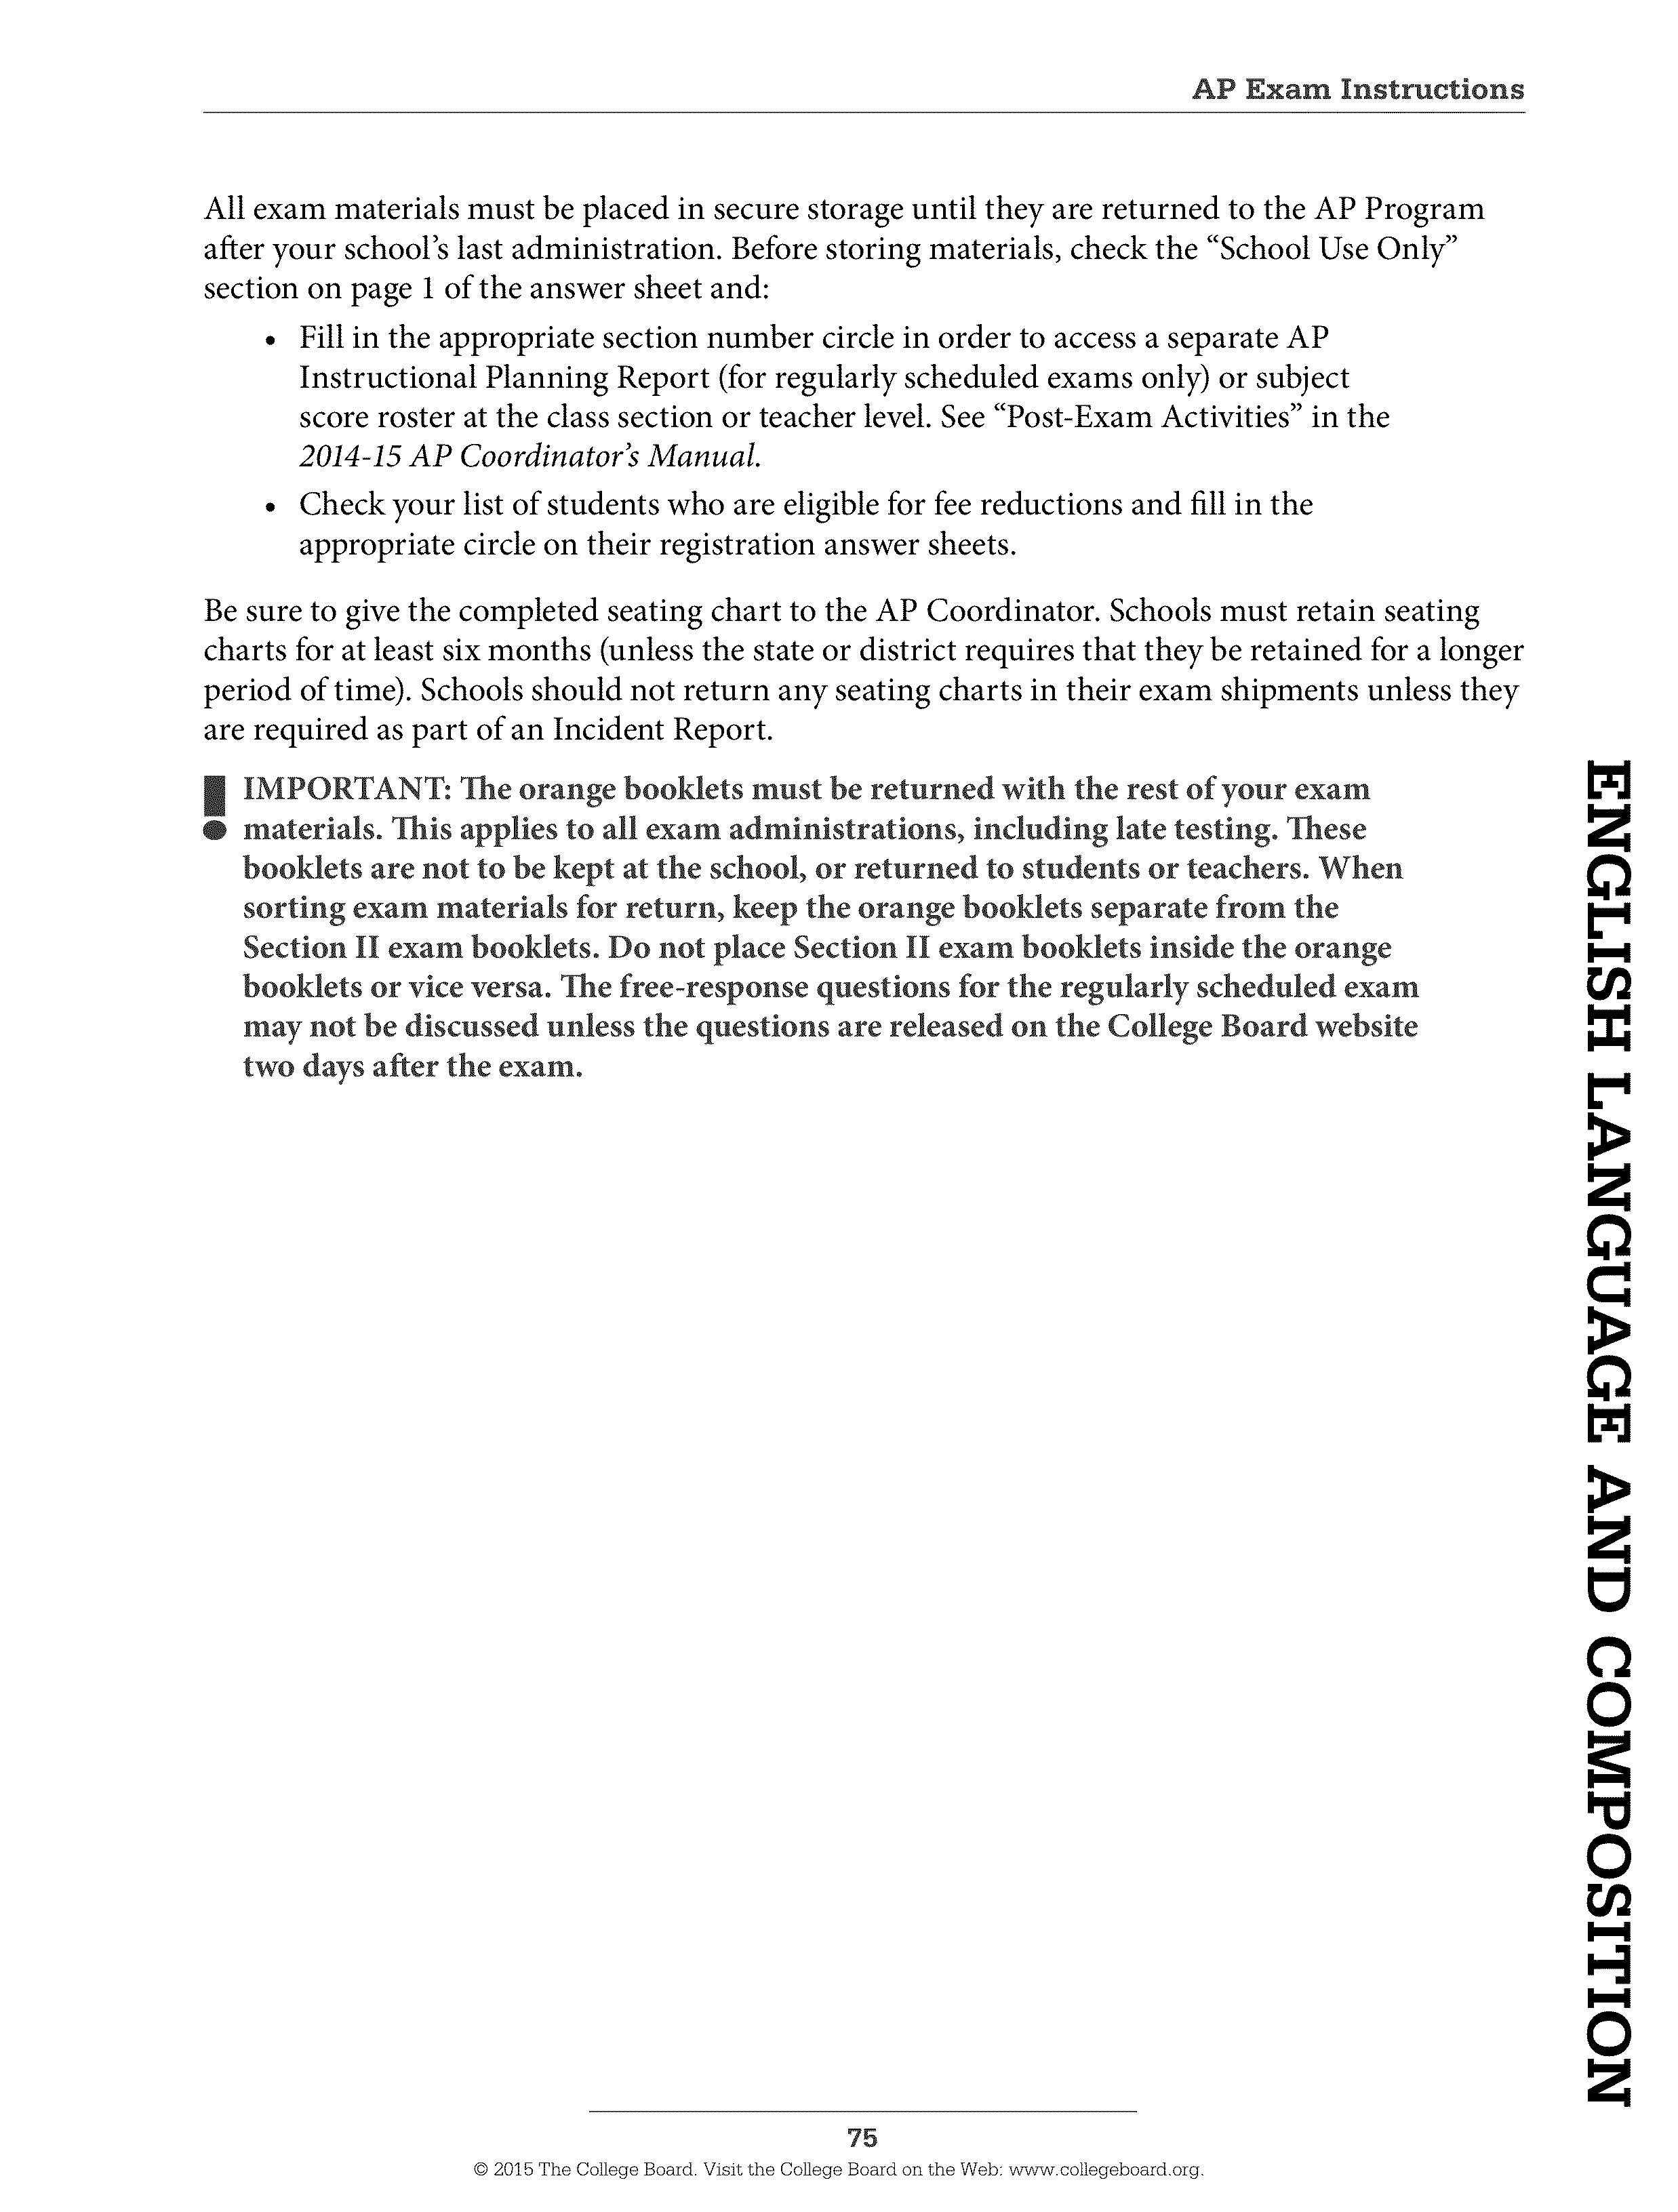 AP Exam Instructions
All exam materials must be placed in secure storage until they are returned to the AP Program
after your school’s last administration. Before storing materials, check the “School Use Only”
section on page 1 of the answer sheet and:
• Fill in the appropriate section number circle in order to access a separate AP
Instructional Planning Report (for regularly scheduled exams only) or subject
score roster at the class section or teacher level. See “Post-Exam Activities” in the
2014-15 AP Coordinator’s Manual.
• Check your list of students who are eligible for fee reductions and fill in the
appropriate circle on their registration answer sheets.
Be sure to give the completed seating chart to the AP Coordinator. Schools must retain seating
charts for at least six months (unless the state or district requires that they be retained for a longer
period of time). Schools should not return any seating charts in their exam shipments unless they
are required as part of an Incident Report.
! IMPORTANT: The orange booklets must be returned with the rest of your exam
materials. This applies to all exam administrations, including late testing. These
booklets are not to be kept at the school, or returned to students or teachers. When
sorting exam materials for return, keep the orange booklets separate from the
Section II exam booklets. Do not place Section II exam booklets inside the orange
booklets or vice versa. The free-response questions for the regularly scheduled exam
may not be discussed unless the questions are released on the College Board website
two days after the exam.
ENGLISH LANGUAGE AND COMPOSITION
75
© 2015 The College Board. Visit the College Board on the Web: www.collegeboard.org.